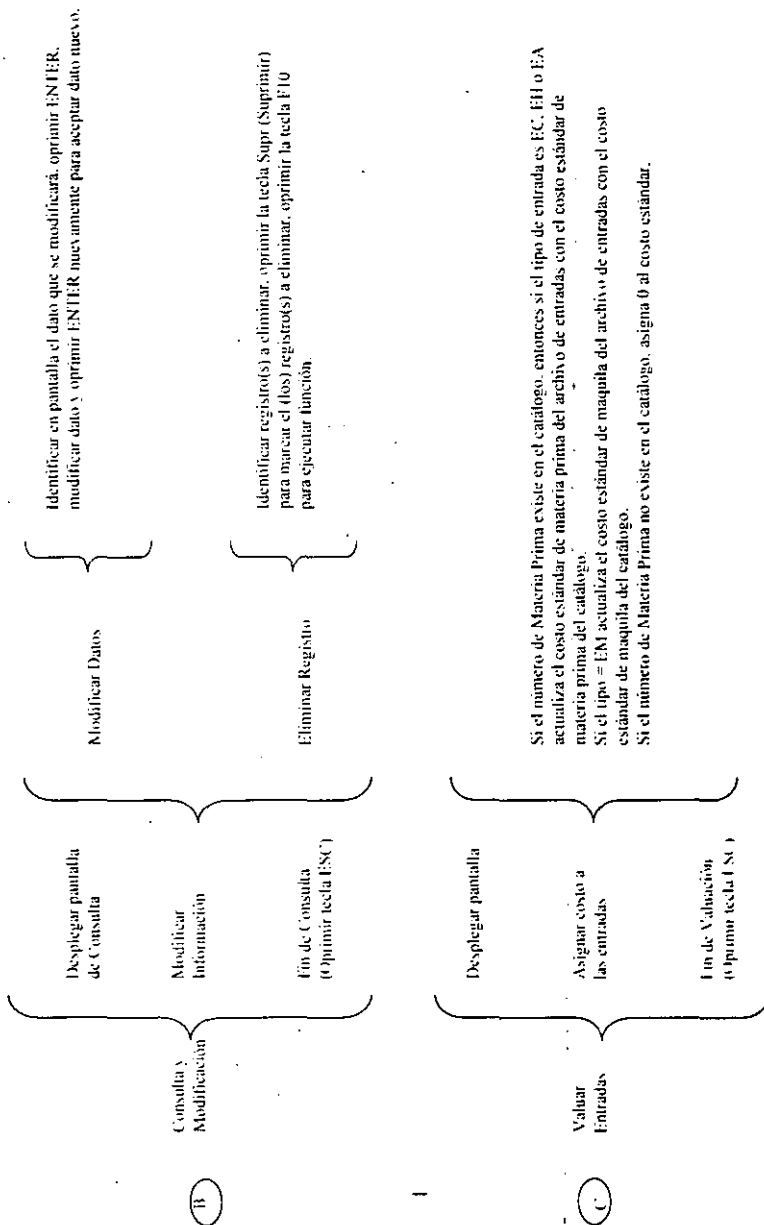 B
Consulta y
Modificación
Desplegar pantalla
de Consulta
Modificar
Información
Fin de Consulta
(Oprimir tecla ESC)
Modificar Datos
Identificar en pantalla el dato que se modificará, oprimir ENTER,
modificar dato y oprimir ENTER nuevamente para aceptar dato nuevo.
Eliminar Registro
Identificar registro(s) a eliminar, oprimir la tecla Supr (Suprimir)
para marcar el (los) registro(s) a eliminar, oprimir la tecla F10
para ejecutar función.
C
Valuar
Entradas
Desplegar pantalla
Asignar costo a
las entradas
Fin de Valuación
(Oprimir tecla ESC)
Si el número de Materia Prima existe en el catálogo, entonces si el tipo de entrada es EC, EH o EA
actualiza el costo estándar de materia prima del archivo de entradas con el costo estándar de
materia prima del catálogo.
Si el tipo = EM actualiza el costo estándar de maquila del archivo de entradas con el costo
estándar de maquila del catálogo.
Si el número de Materia Prima no existe en el catálogo, asigna 0 al costo estándar.